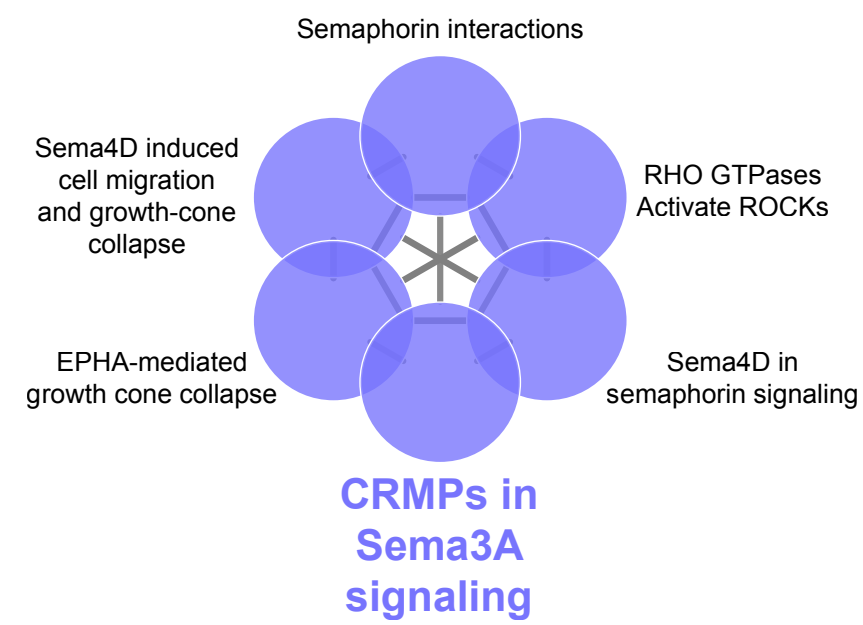 Semaphorin interactions
Sema4D induced
cell migration
and growth-cone
collapse
RHO GTPases
Activate ROCKs
EPHA-mediated
growth cone collapse
Sema4D in
semaphorin signaling
CRMPs in
Sema3A
signaling